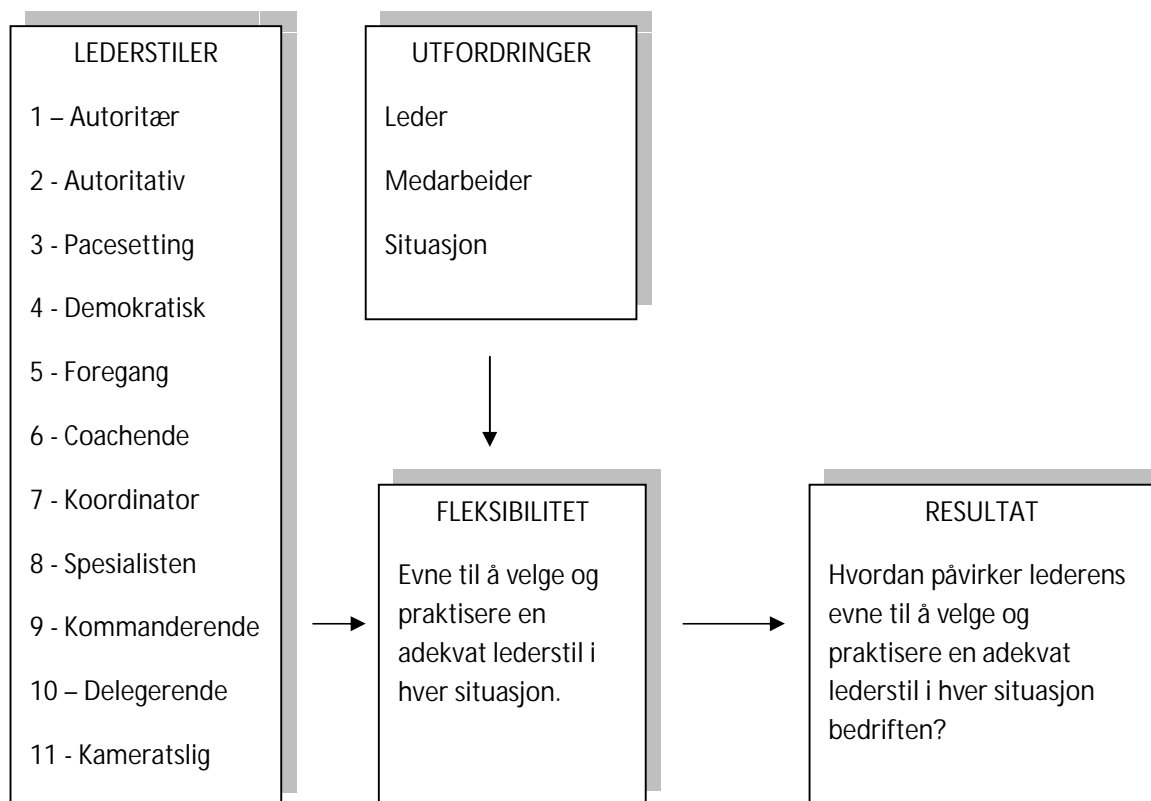 LEDERSTILER
1 – Autoritær
2 - Autoritativ
3 - Pacesetting
4 - Demokratisk
5 - Foregang
6 - Coachende
7 - Koordinator
8 - Spesialisten
9 - Kommanderende
10 – Delegerende
11 - Kameratslig
UTFORDRINGER
Leder
Medarbeider
Situasjon
FLEKSIBILITET
Evne til å velge og
praktisere en
adekvat lederstil i
hver situasjon.
RESULTAT
Hvordan påvirker lederens
evne til å velge og
praktisere en adekvat
lederstil i hver situasjon
bedriften?